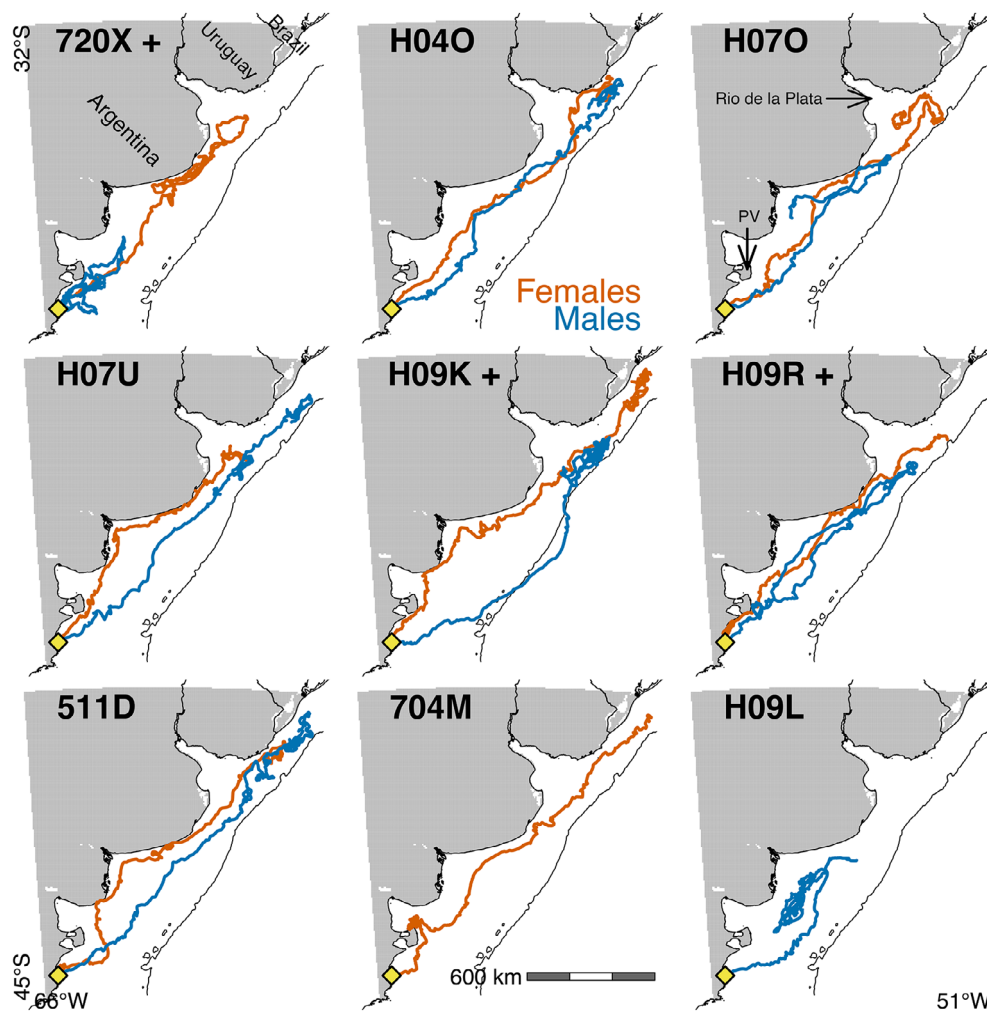 32°S
720X +
Uruguay
Brazil
Argentina
H04O
Females
Males
H07O
Rio de la Plata
PV
H07U
H09K +
H09R +
511D
704M
600 km
H09L
45°S
66°W
51°W